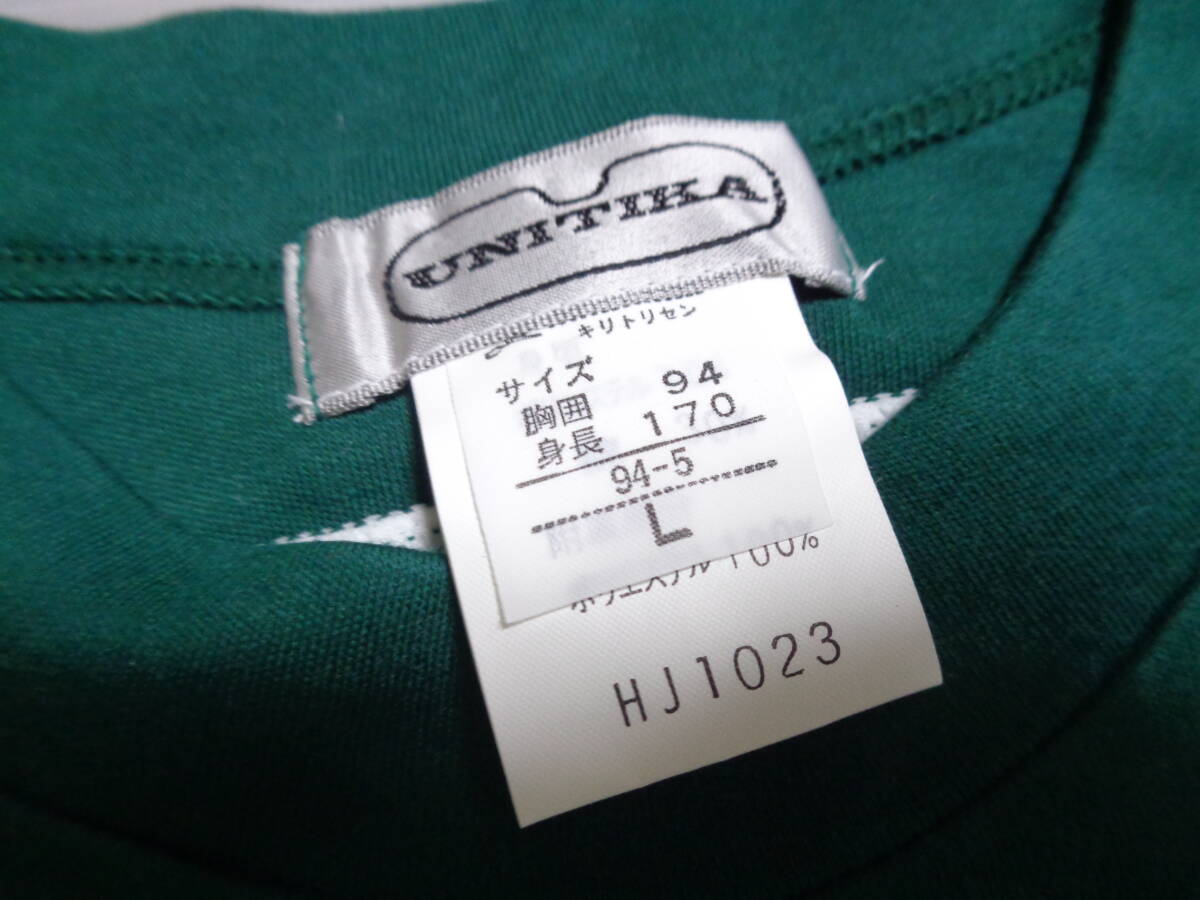 UNITIKA
キリトリセン
サイズ
胸囲 94
身長 170
94-5
L
ポリエステル100%
HJ1023